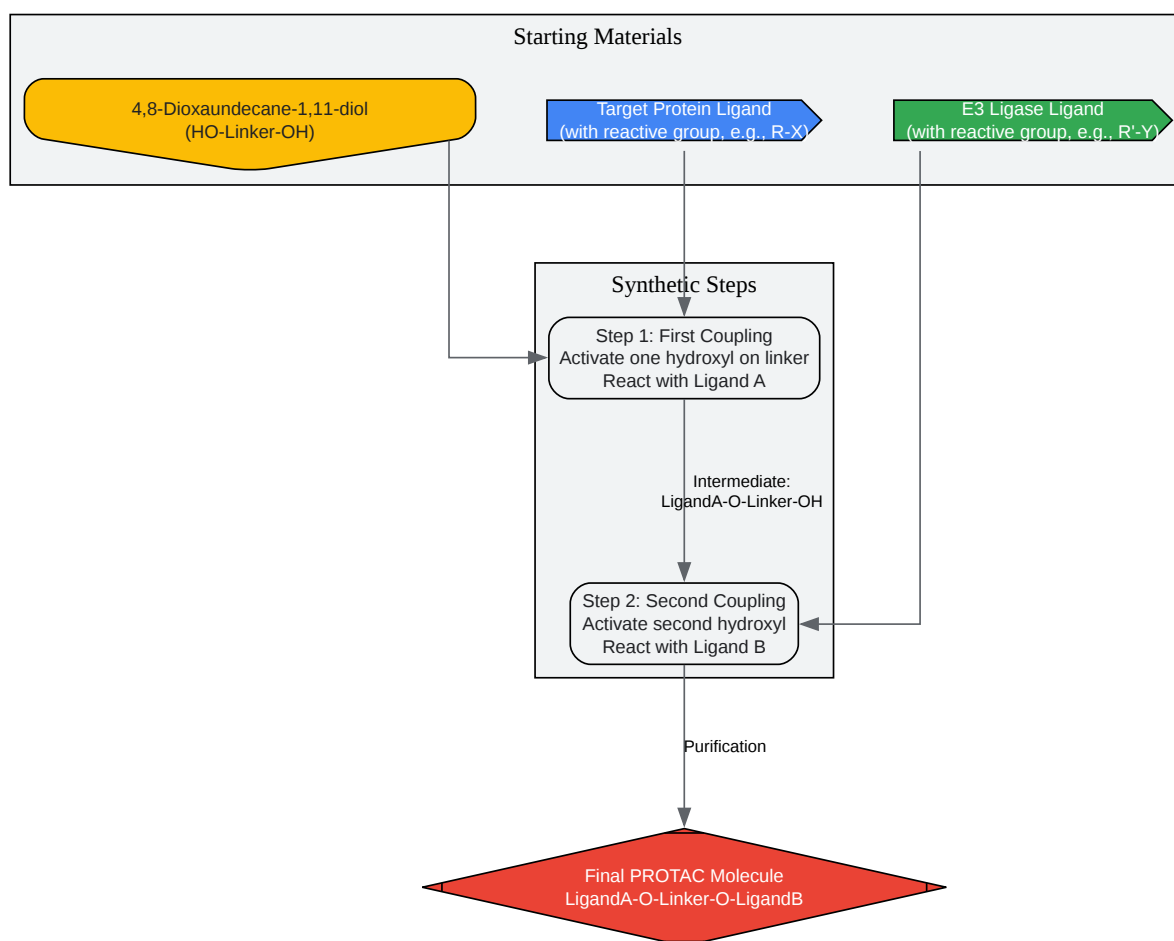 Starting Materials
4,8-Dioxaundecane-1,11-diol
(HO-Linker-OH)
Target Protein Ligand
(with reactive group, e.g., R-X)
E3 Ligase Ligand
(with reactive group, e.g., R'-Y)
Synthetic Steps
Step 1: First Coupling
Activate one hydroxyl on linker
React with Ligand A
Intermediate:
LigandA-O-Linker-OH
Step 2: Second Coupling
Activate second hydroxyl
React with Ligand B
Purification
Final PROTAC Molecule
LigandA-O-Linker-O-LigandB